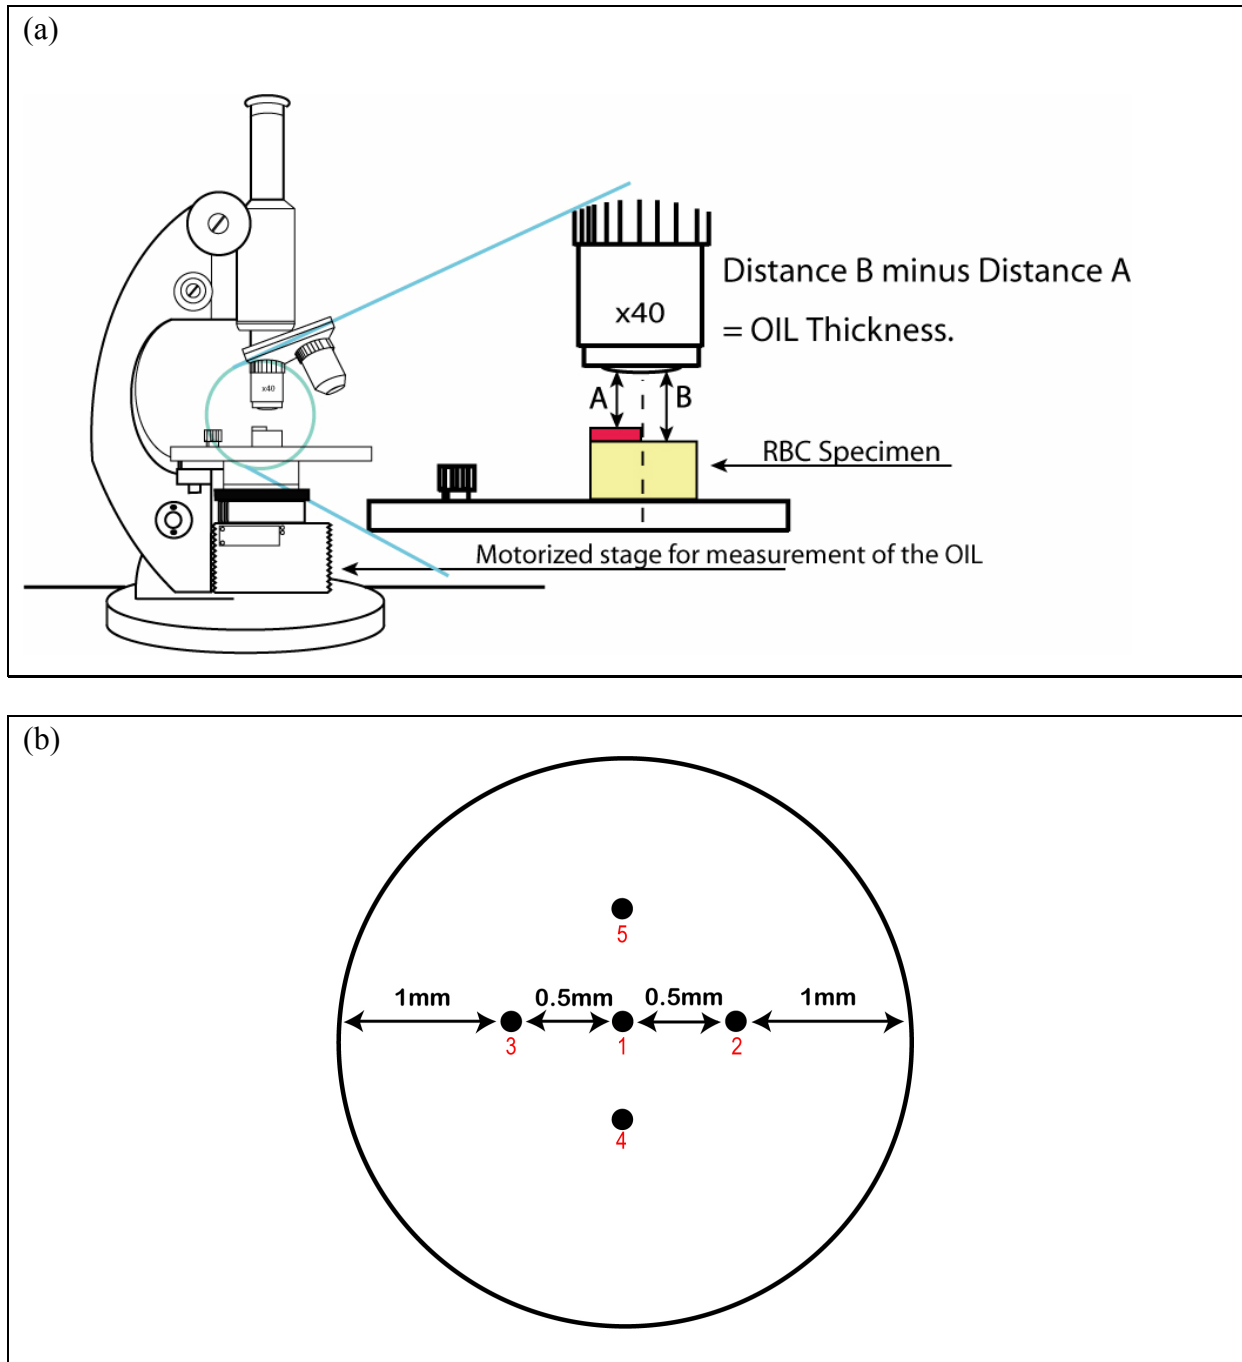 (a)
x40
x40
Distance B minus Distance A
= OIL Thickness.
A
B
RBC Specimen
Motorized stage for measurement of the OIL
(b)
5
1mm
0.5mm
0.5mm
1mm
3
1
2
4